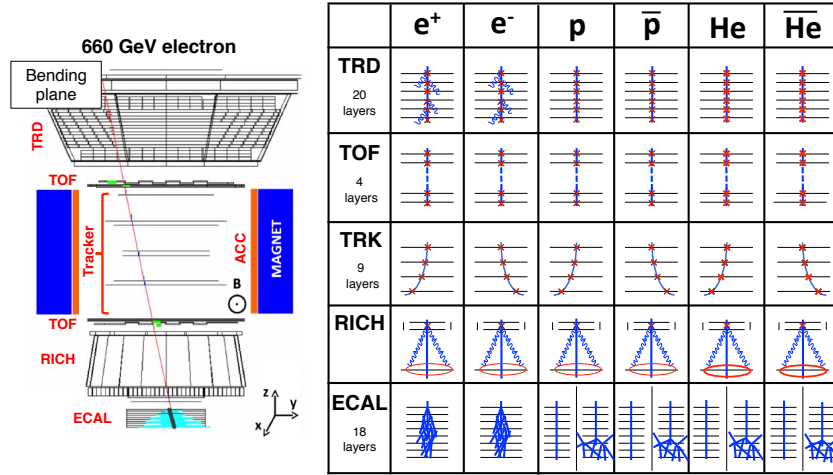 660 GeV electron
Bending
plane
TRD
TOF
Tracker
ACC
MAGNET
B
TOF
RICH
ECAL
z
y
x
e+ e- p p̅ He H̅e̅
TRD
20
layers
TOF
4
layers
TRK
9
layers
RICH
ECAL
18
layers